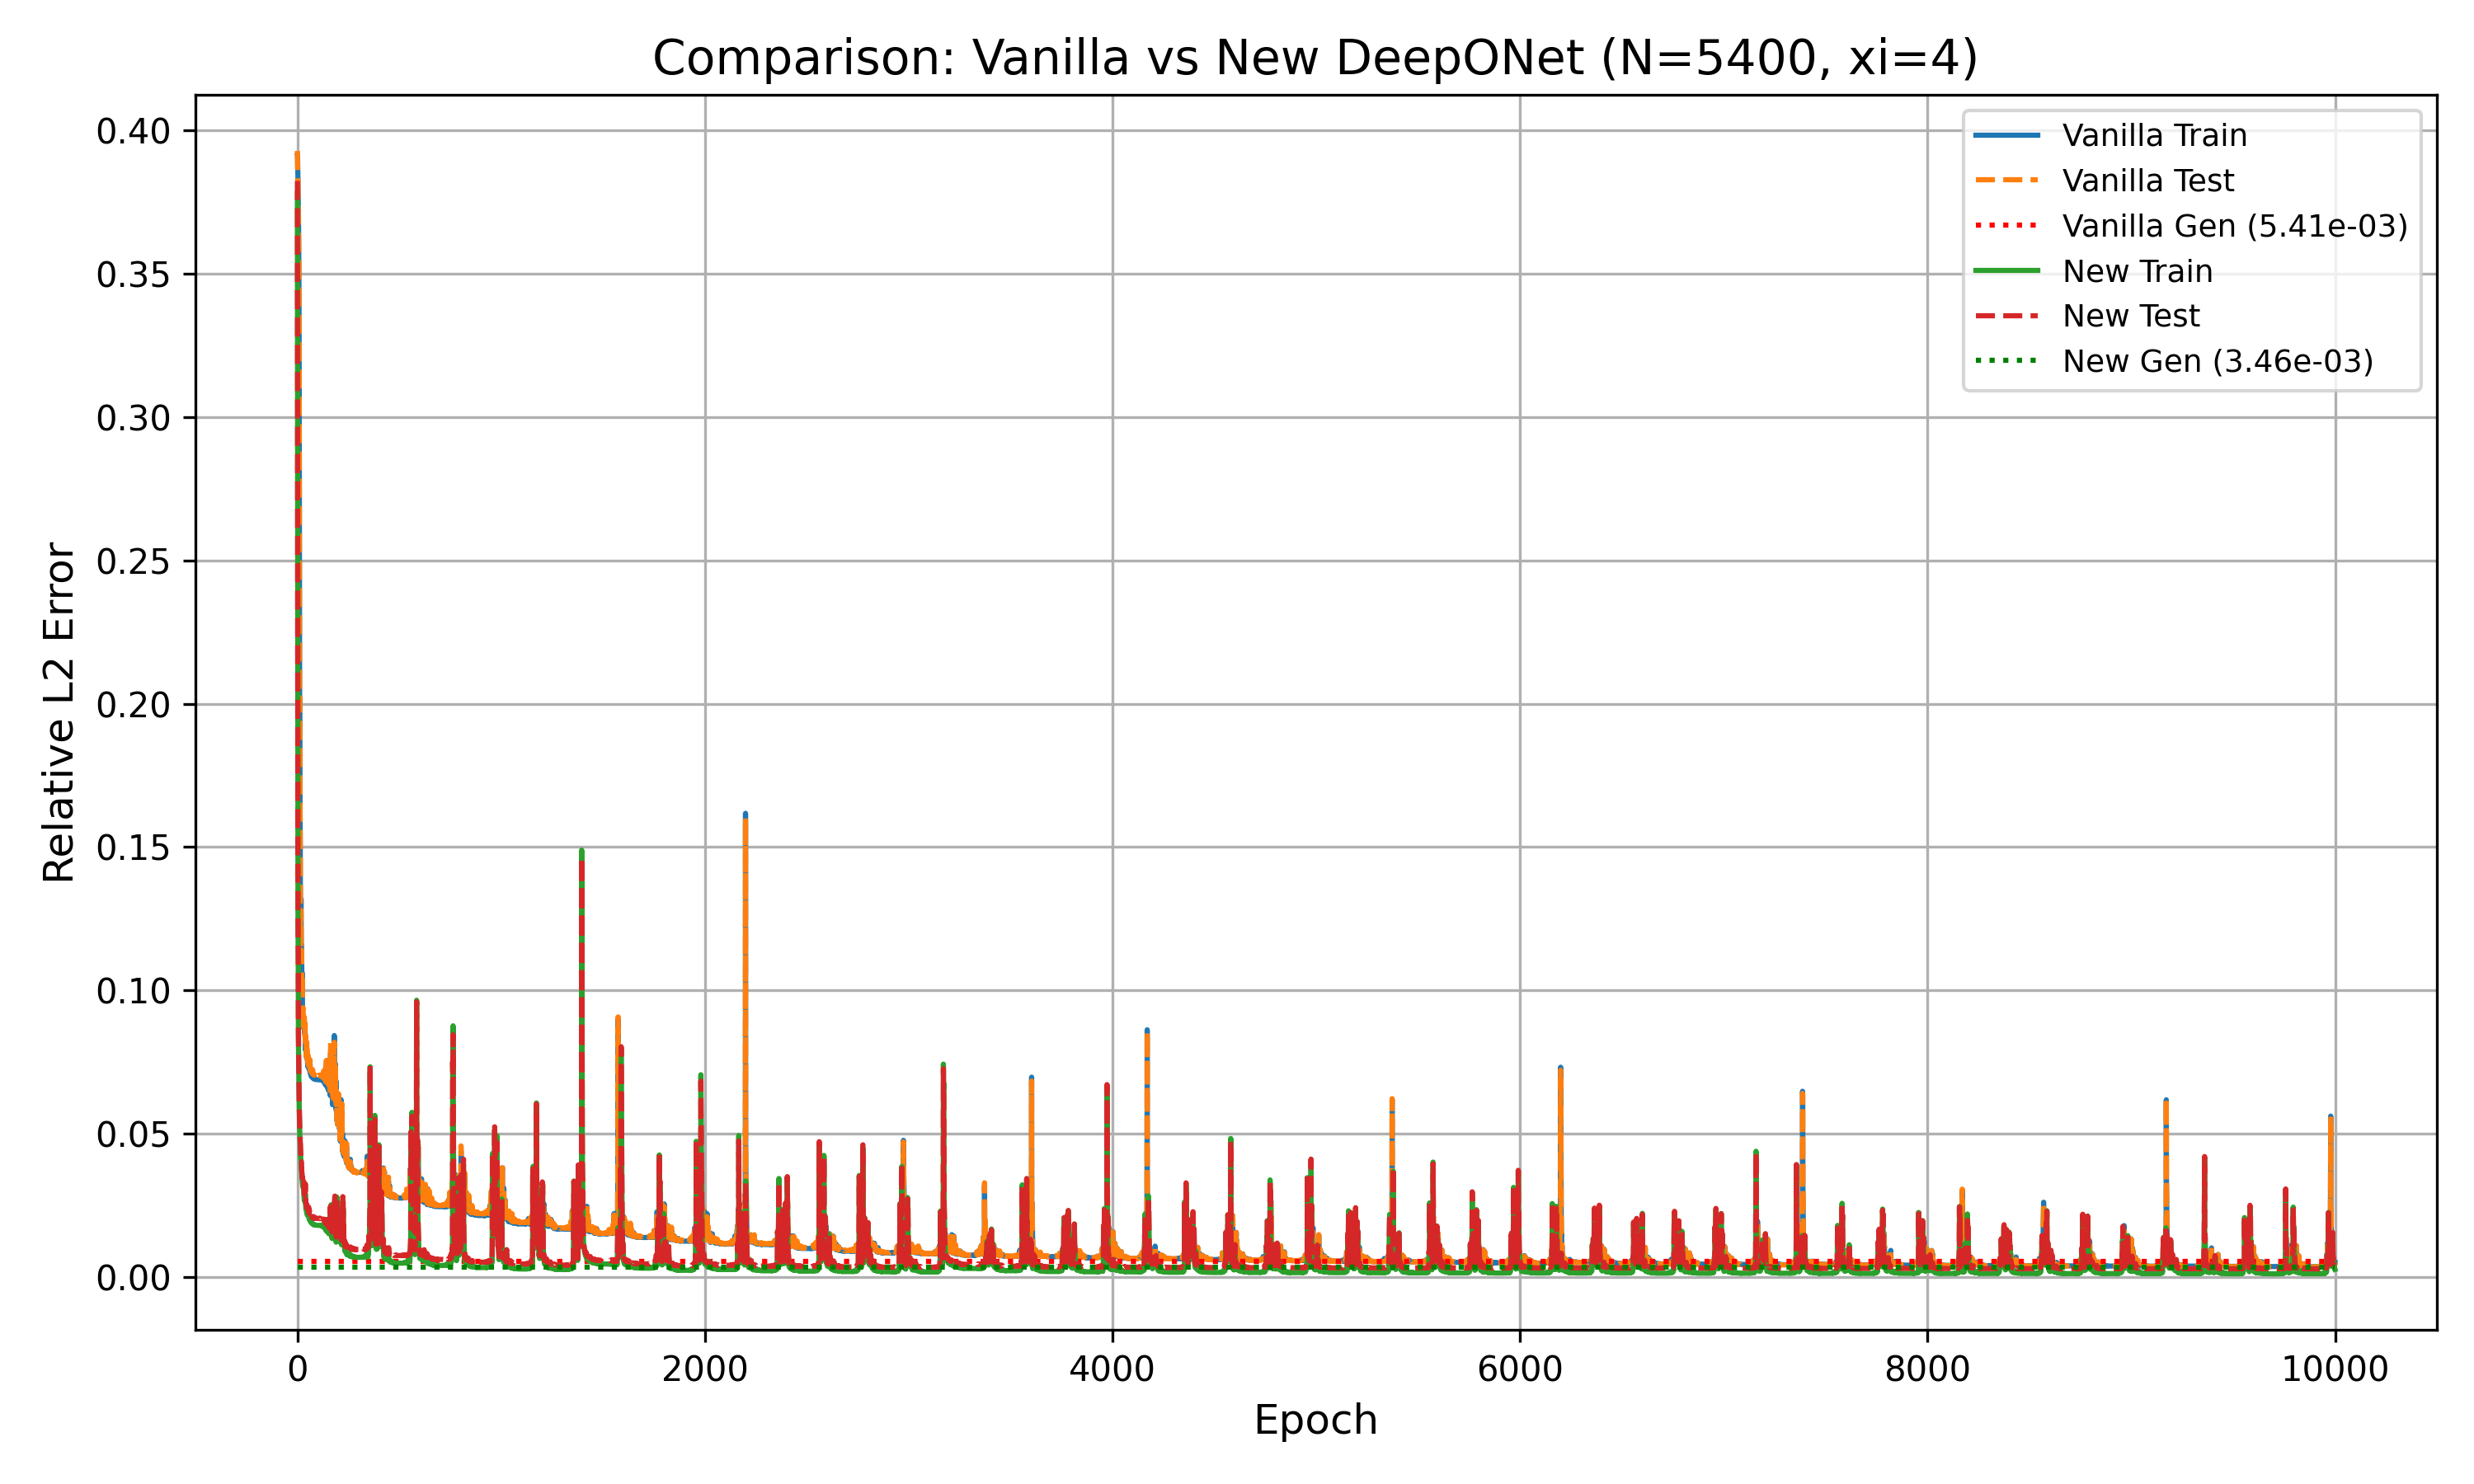 Comparison: Vanilla vs New DeepONet (N=5400, xi=4)
Vanilla Train
Vanilla Test
Vanilla Gen (5.41e-03)
New Train
New Test
New Gen (3.46e-03)
Relative L2 Error
0.40
0.35
0.30
0.25
0.20
0.15
0.10
0.05
0.00
0 2000 4000 6000 8000 10000
Epoch